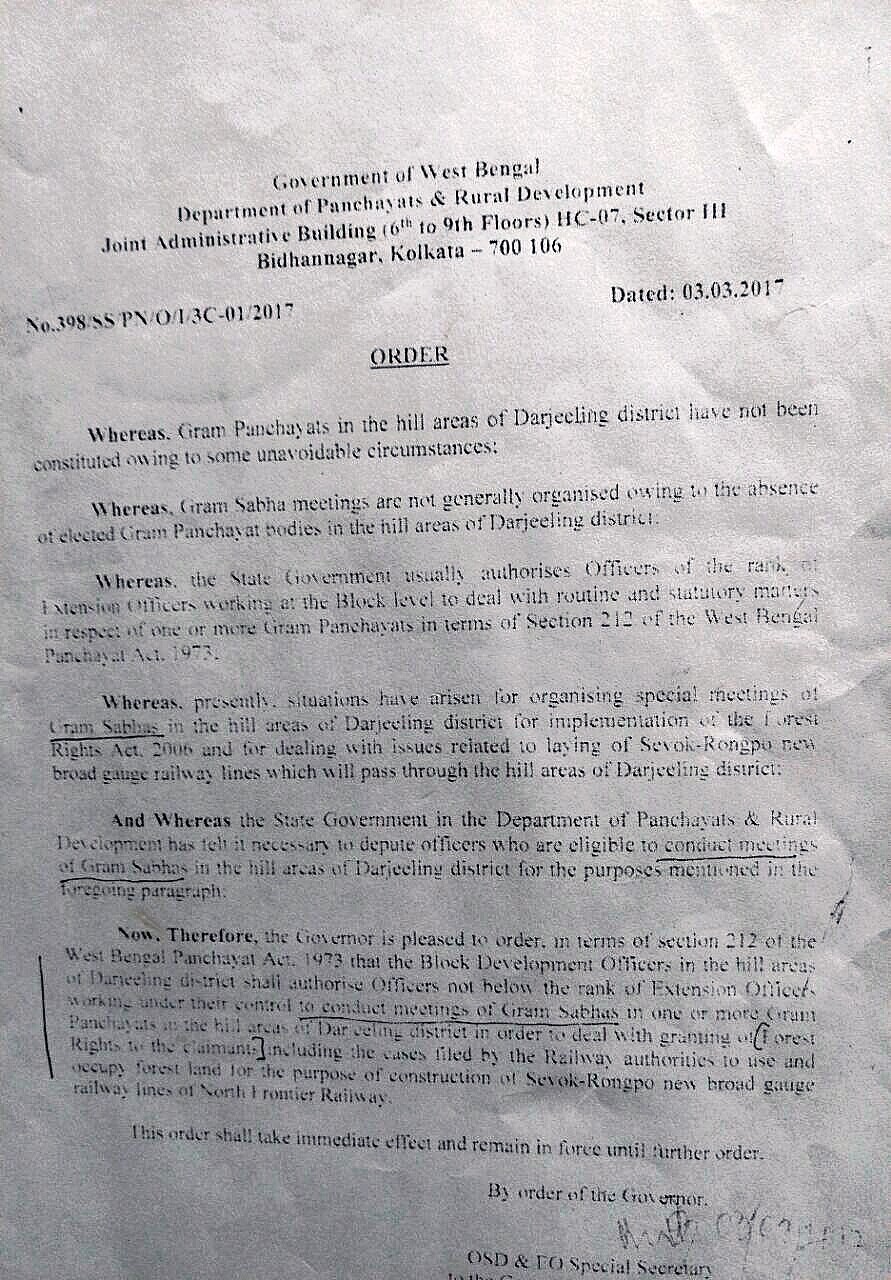 Government of West Bengal
Department of Panchayats & Rural Development
Joint Administrative Building (6th to 9th Floors) HC-07, Sector III
Bidhannagar, Kolkata – 700 106
No.398/SS/PN/O/I/3C-01/2017
Dated: 03.03.2017
ORDER
Whereas, Gram Panchayats in the hill areas of Darjeeling district have not been
constituted owing to some unavoidable circumstances;
Whereas, Gram Sabha meetings are not generally organised owing to the absence
of elected Gram Panchayat bodies in the hill areas of Darjeeling district;
Whereas, the State Government usually authorises Officers of the rank of
Extension Officers working at the Block level to deal with routine and statutory matters
in respect of one or more Gram Panchayats in terms of Section 212 of the West Bengal
Panchayat Act, 1973.
Whereas, presently, situations have arisen for organising special meetings of
Gram Sabhas in the hill areas of Darjeeling district for implementation of the Forest
Rights Act, 2006 and for dealing with issues related to laying of Sevok-Rongpo new
broad gauge railway lines which will pass through the hill areas of Darjeeling district;
And Whereas the State Government in the Department of Panchayats & Rural
Development has felt it necessary to depute officers who are eligible to conduct meetings
of Gram Sabhas in the hill areas of Darjeeling district for the purposes mentioned in the
foregoing paragraph;
Now, Therefore, the Governor is pleased to order, in terms of section 212 of the
West Bengal Panchayat Act, 1973 that the Block Development Officers in the hill areas
of Darjeeling district shall authorise Officers not below the rank of Extension Officers
working under their control to conduct meetings of Gram Sabhas in one or more Gram
Panchayats in the hill areas of Darjeeling district in order to deal with granting of Forest
Rights to the claimants including the cases filed by the Railway authorities to use and
occupy forest land for the purpose of construction of Sevok-Rongpo new broad gauge
railway lines of North Frontier Railway.
This order shall take immediate effect and remain in force until further order.
By order of the Governor,
OSD & EO Special Secretary